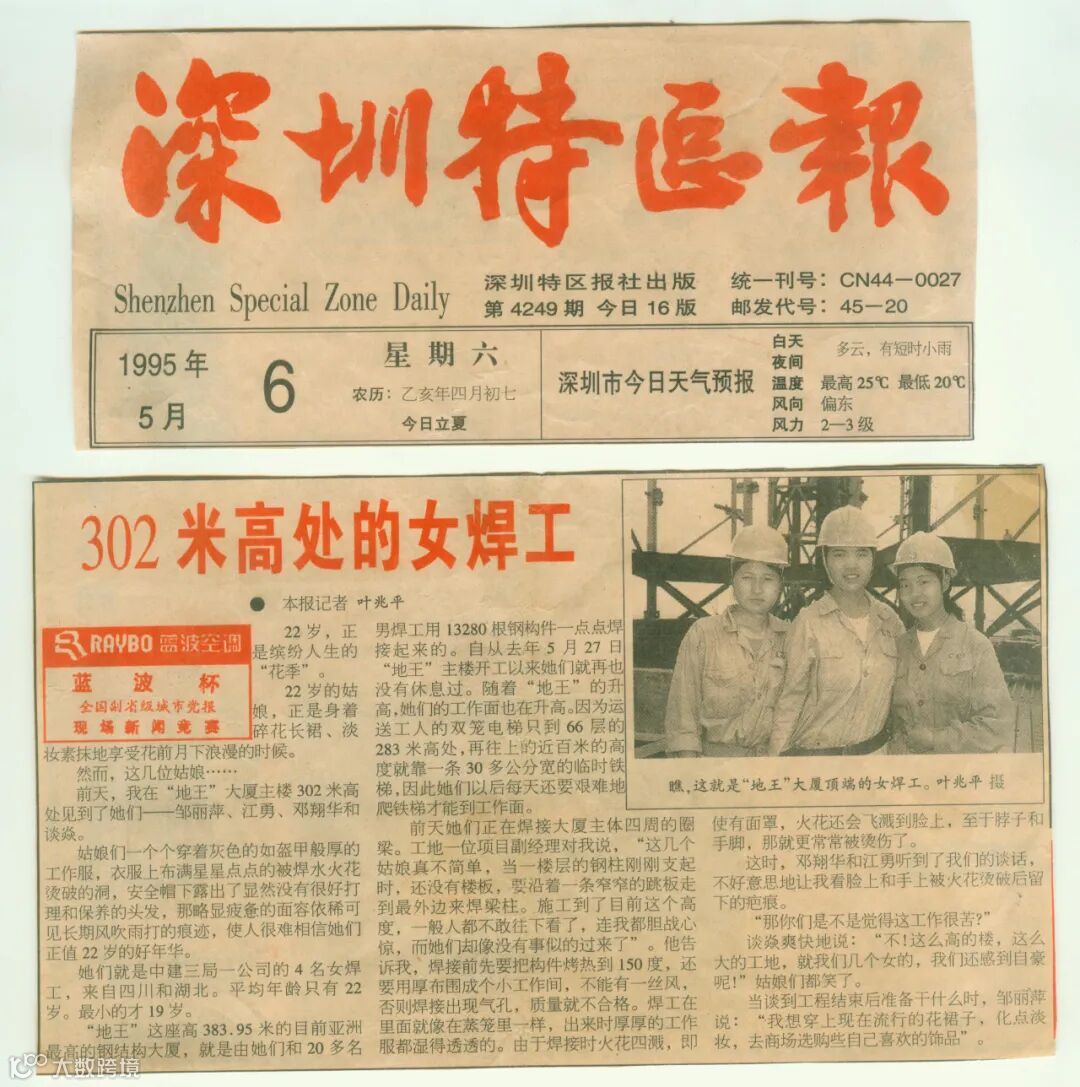 深圳特区報
Shenzhen Special Zone Daily
深圳特区报社出版
第4249期 今日16版
统一刊号：CN44—0027
邮发代号：45—20
1995年
5月
6
星期六
农历：乙亥年四月初七
今日立夏
深圳市今日天气预报
白天
夜间
多云，有短时小雨
温度 最高25℃ 最低20℃
风向 偏东
风力 2—3级
302米高处的女焊工
● 本报记者 叶兆平
RAYBO 蓝波空调
蓝波杯
全国副省级城市党报
现场新闻竞赛
22岁，正
是缤纷人生的
“花季”。
22岁的姑
娘，正是身着
碎花长裙、淡
妆素抹地享受花前月下浪漫的时候。
然而，这几位姑娘……
前天，我在“地王”大厦主楼302米高
处见到了她们——邹丽萍、江勇、邓翔华和
谈焱。
姑娘们一个个穿着灰色的如盔甲般厚的
工作服，衣服上布满星星点点的被焊水火花
烫破的洞，安全帽下露出了显然没有很好打
理和保养的头发，那略显疲惫的面容依稀可
见长期风吹雨打的痕迹，使人很难相信她们
正值22岁的好年华。
她们就是中建三局一公司的4名女焊
工，来自四川和湖北。平均年龄只有22
岁。最小的才19岁。
“地王”这座高383.95米的目前亚洲
最高的钢结构大厦，就是由她们和20多名
男焊工用13280根钢构件一点点焊
接起来的。自从去年5月27日
“地王”主楼开工以来她们就再也
没有休息过。随着“地王”的升
高，她们的工作面也在升高。因为运
送工人的双笼电梯只到66层的
283米高处，再往上的近百米的高
度就靠一条30多公分宽的临时铁
梯，因此她们以后每天还要艰难地
爬铁梯才能到工作面。
前天她们正在焊接大厦主体四周的圈
梁。工地一位项目副经理对我说，“这几个
姑娘真不简单，当一楼层的钢柱刚刚支起
时，还没有楼板，要沿着一条窄窄的跳板走
到最外边来焊梁柱。施工到了目前这个高
度，一般人都不敢往下看了，连我都胆战心
惊，而她们却像没有事似的过来了”。他告
诉我，焊接前先要把构件烤热到150度，还
要用厚布围成个小工作间，不能有一丝风，
否则焊接出现气孔，质量就不合格。焊工在
里面就像在蒸笼里一样，出来时厚厚的工作
服都湿得透透的。由于焊接时火花四溅，即
瞧，这就是“地王”大厦顶端的女焊工。叶兆平 摄
使有面罩，火花还会飞溅到脸上，至于脖子和
手脚，那就更常常被烫伤了。
这时，邓翔华和江勇听到了我们的谈话，
不好意思地让我看脸上和手上被火花烫破后留
下的疤痕。
“那你们是不是觉得这工作很苦？”
谈焱爽快地说：“不！这么高的楼，这么
大的工地，就我们几个女的，我们还感到自豪
呢！”姑娘们都笑了。
当谈到工程结束后准备干什么时，邹丽萍
说：“我想穿上现在流行的花裙子，化点淡
妆，去商场选购些自己喜欢的饰品”。
大数跨境